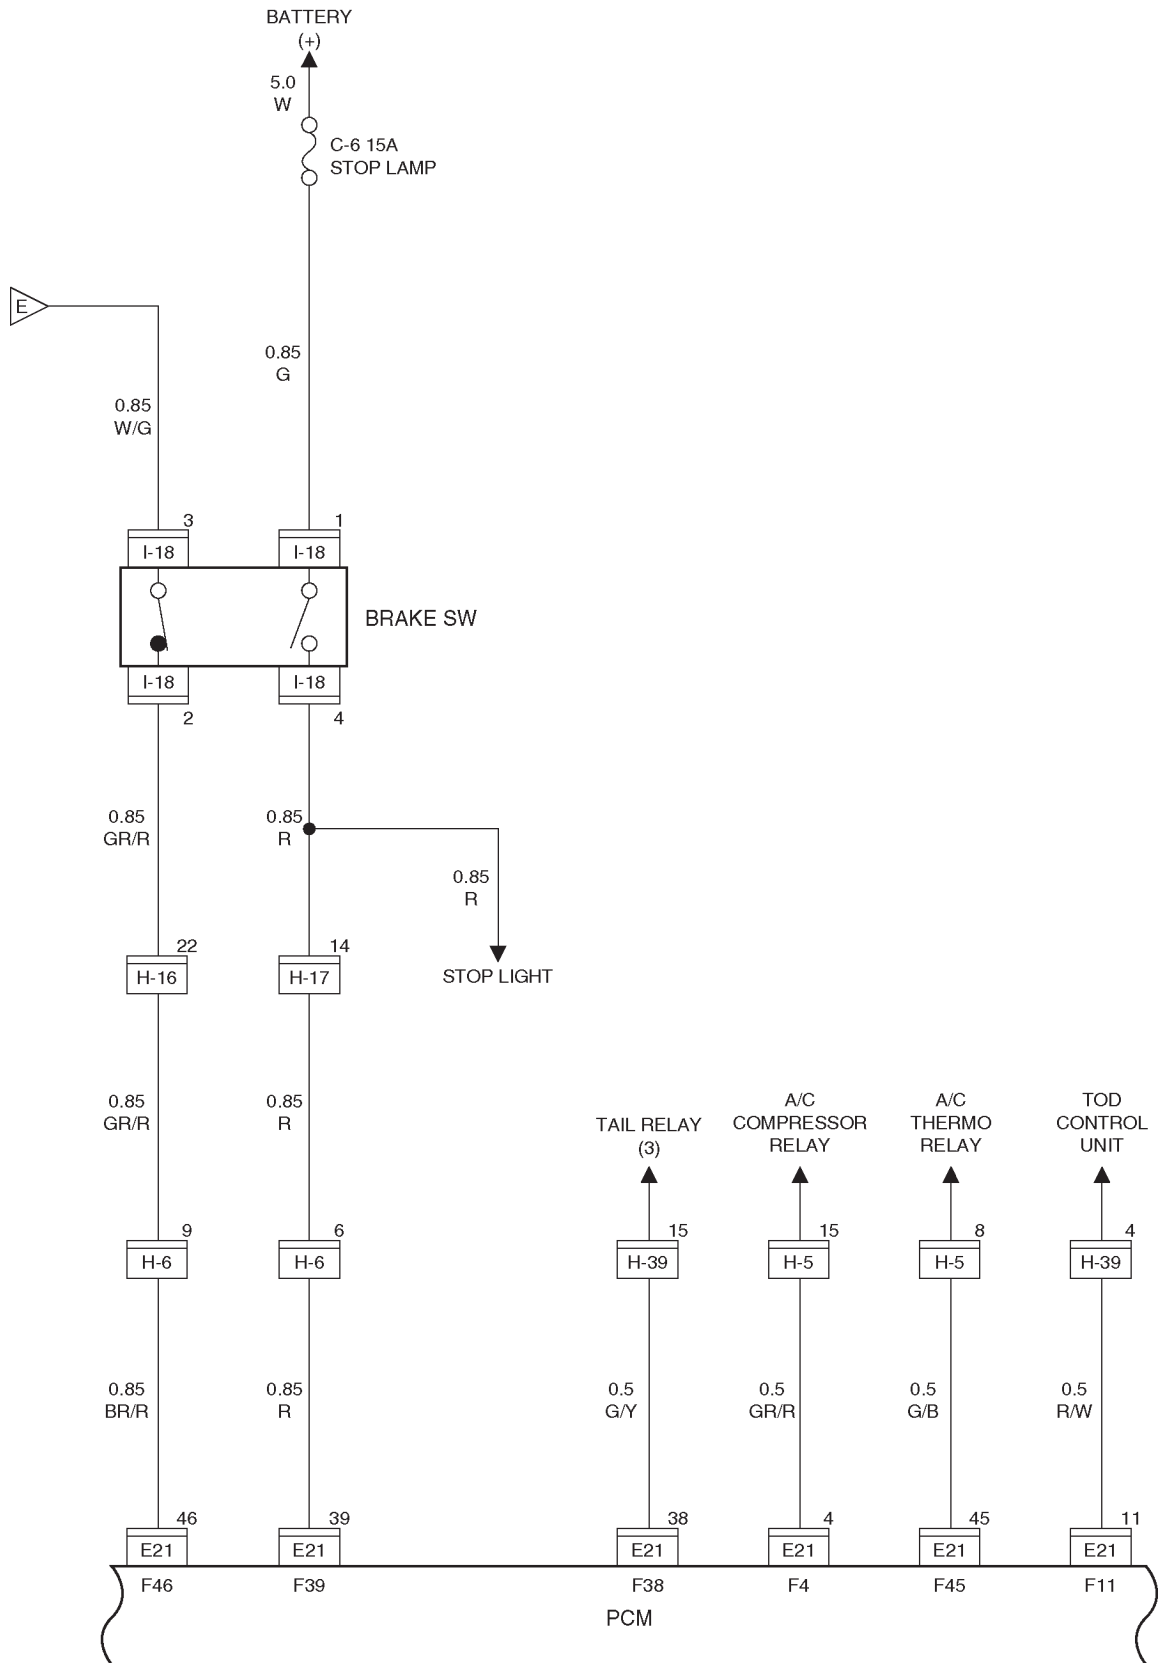 BATTERY
(+)
5.0
W
C-6 15A
STOP LAMP
E
0.85
G
0.85
W/G
3
1
I-18
I-18
BRAKE SW
I-18
I-18
2
4
0.85
GR/R
0.85
R
0.85
R
22
14
H-16
H-17
STOP LIGHT
0.85
GR/R
0.85
R
TAIL RELAY
(3)
A/C
COMPRESSOR
RELAY
A/C
THERMO
RELAY
TOD
CONTROL
UNIT
9
6
15
15
8
4
H-6
H-6
H-39
H-5
H-5
H-39
0.85
BR/R
0.85
R
0.5
G/Y
0.5
GR/R
0.5
G/B
0.5
R/W
46
39
38
4
45
11
E21
E21
E21
E21
E21
E21
F46
F39
F38
F4
F45
F11
PCM